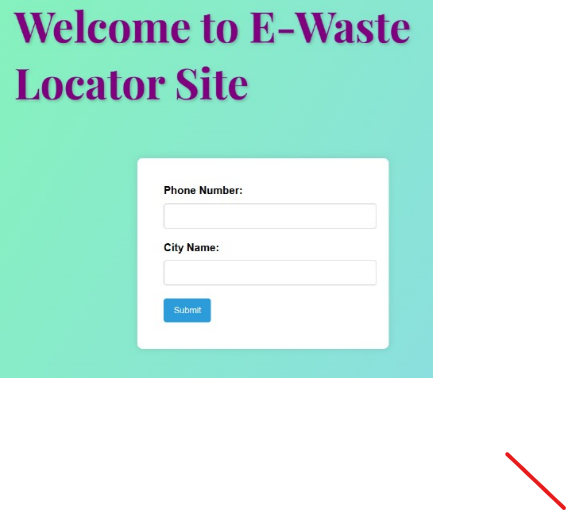 Welcome to E-Waste
Locator Site
Phone Number:
City Name:
Submit